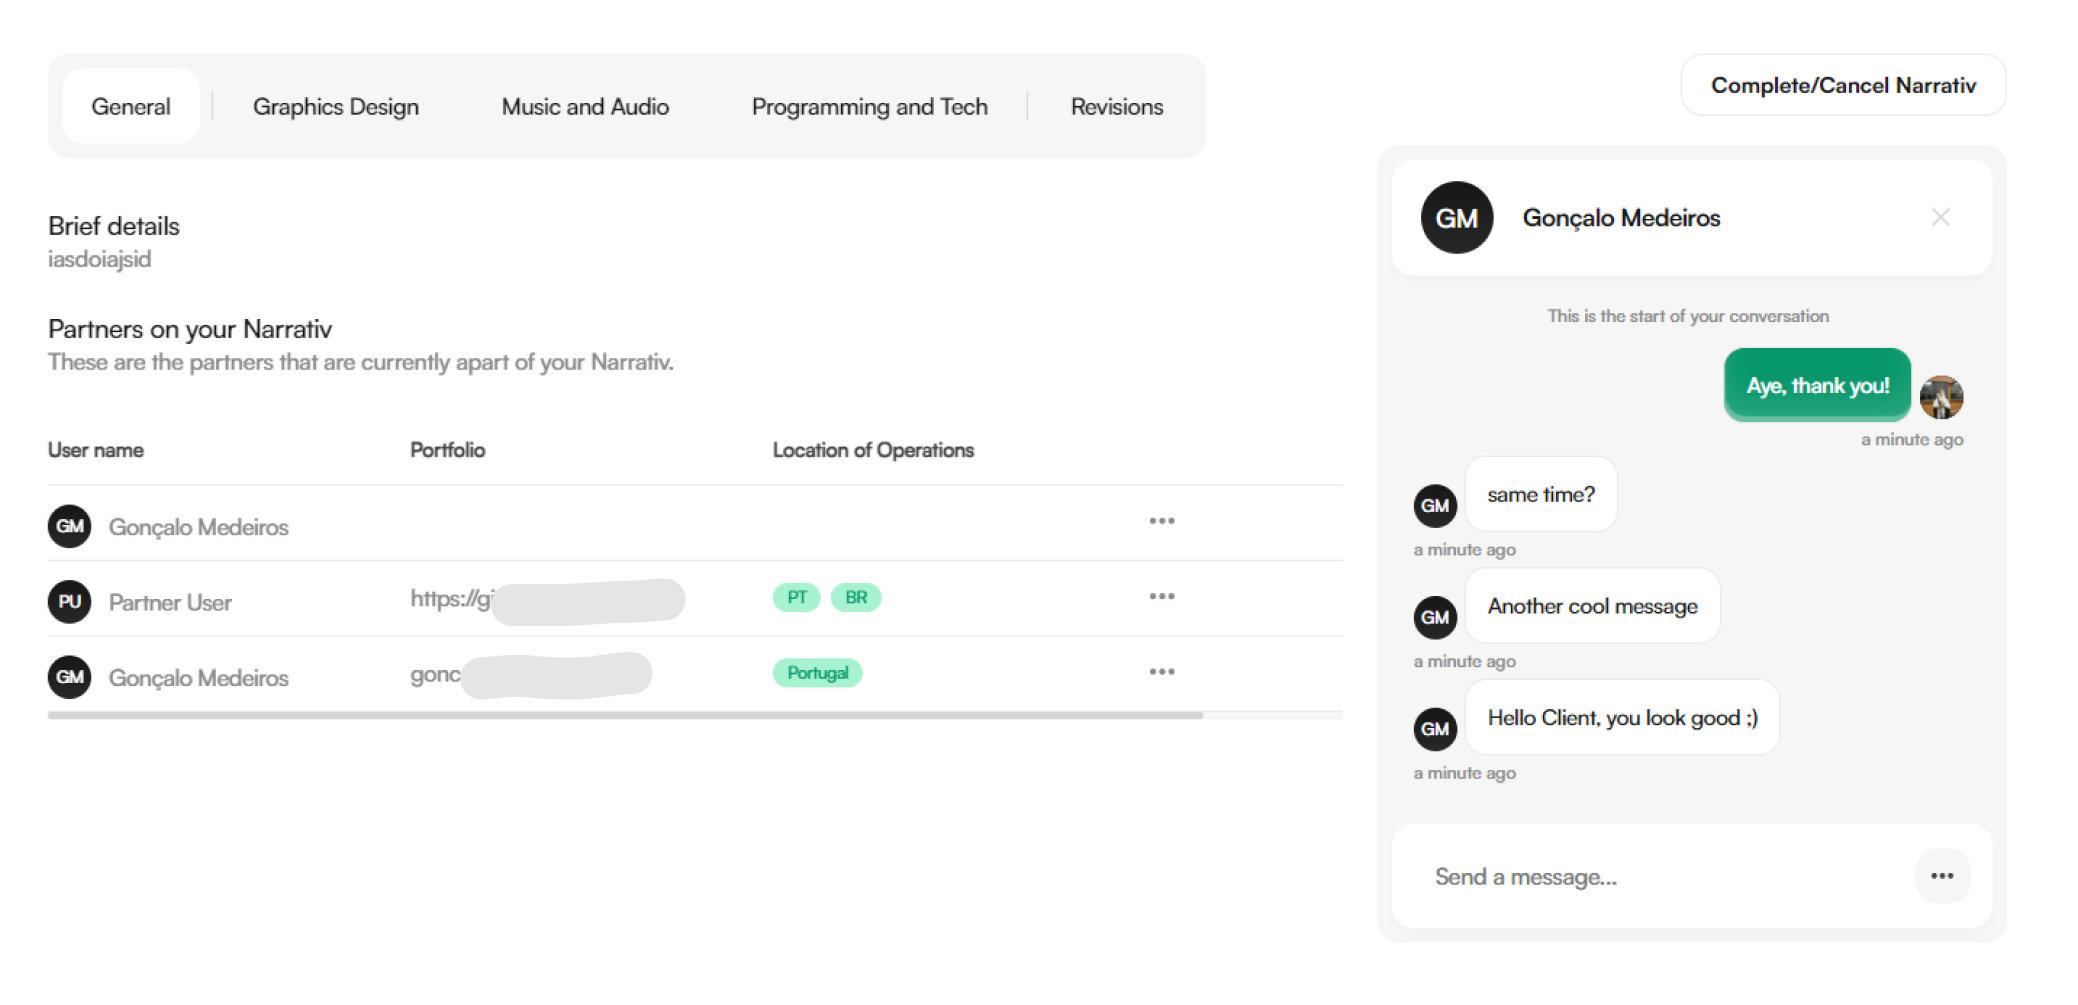 General
Graphics Design
Music and Audio
Programming and Tech
Revisions
Complete/Cancel Narrativ
Brief details
iasdoiajsid
Partners on your Narrativ
These are the partners that are currently apart of your Narrativ.
User name Portfolio Location of Operations
GM Gonçalo Medeiros
PU Partner User https://gi PT BR
GM Gonçalo Medeiros gonc Portugal
GM Gonçalo Medeiros
This is the start of your conversation
Aye, thank you!
a minute ago
GM same time?
a minute ago
GM Another cool message
a minute ago
GM Hello Client, you look good ;)
a minute ago
Send a message...